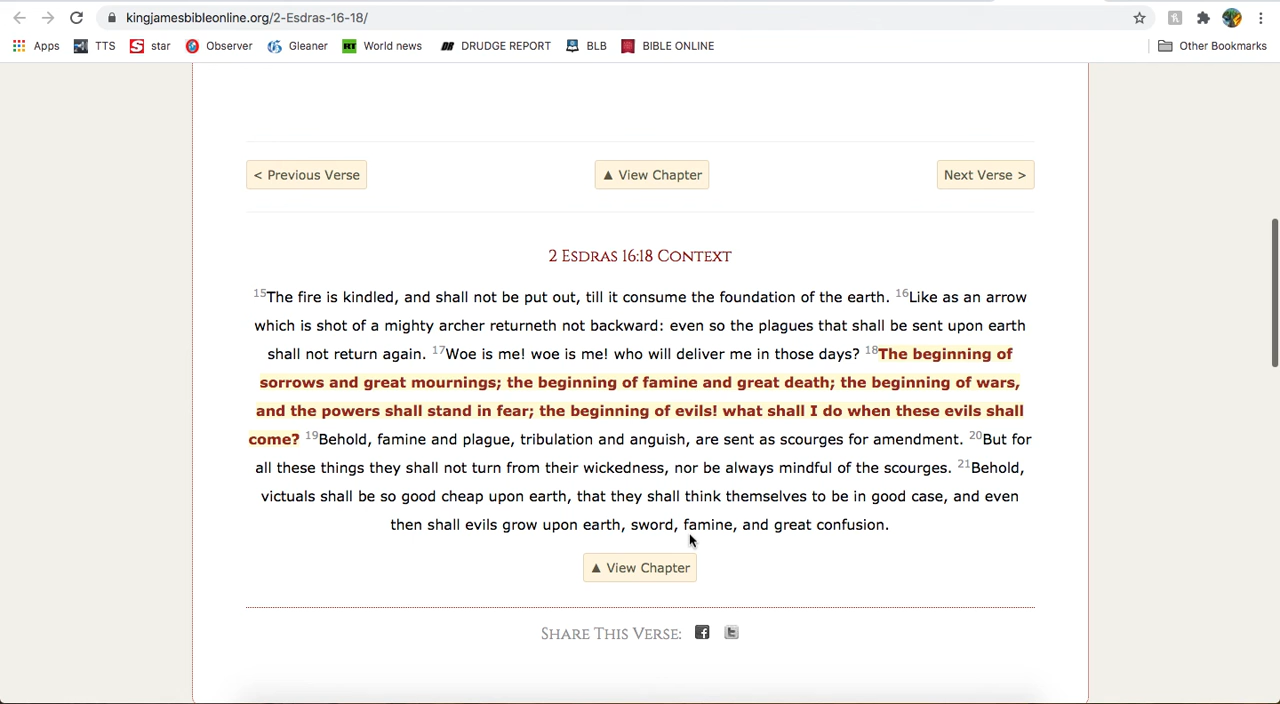 kingjamesbibleonline.org/2-Esdras-16-18/
Apps TTS star Observer Gleaner RT World news DRUDGE REPORT BLB BIBLE ONLINE Other Bookmarks
< Previous Verse ▲ View Chapter Next Verse >
2 Esdras 16:18 Context
15The fire is kindled, and shall not be put out, till it consume the foundation of the earth. 16Like as an arrow
which is shot of a mighty archer returneth not backward: even so the plagues that shall be sent upon earth
shall not return again. 17Woe is me! woe is me! who will deliver me in those days? 18The beginning of
sorrows and great mournings; the beginning of famine and great death; the beginning of wars,
and the powers shall stand in fear; the beginning of evils! what shall I do when these evils shall
come? 19Behold, famine and plague, tribulation and anguish, are sent as scourges for amendment. 20But for
all these things they shall not turn from their wickedness, nor be always mindful of the scourges. 21Behold,
victuals shall be so good cheap upon earth, that they shall think themselves to be in good case, and even
then shall evils grow upon earth, sword, famine, and great confusion.
▲ View Chapter
Share This Verse: